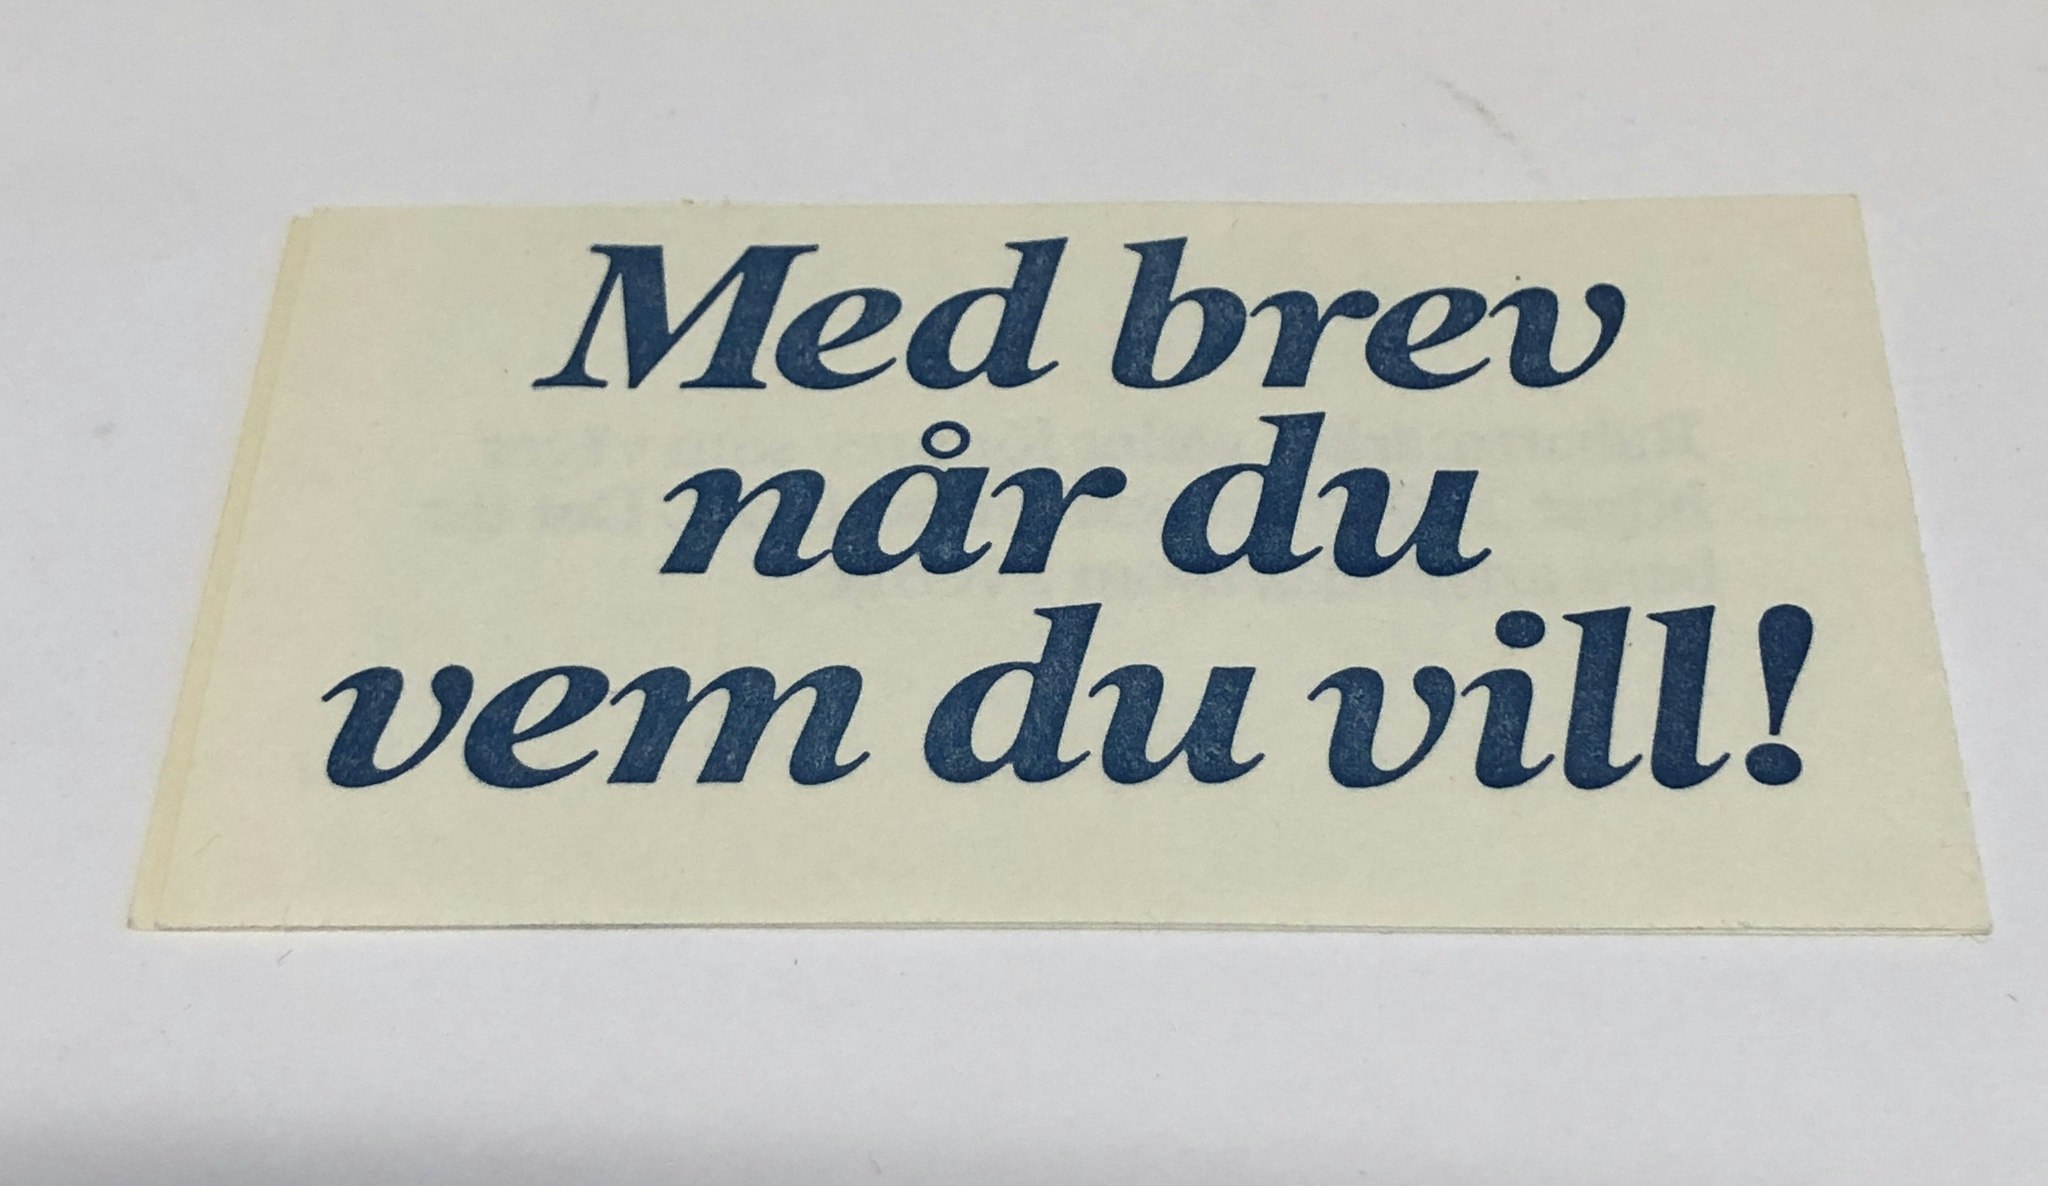 Med brev
når du
vem du vill!